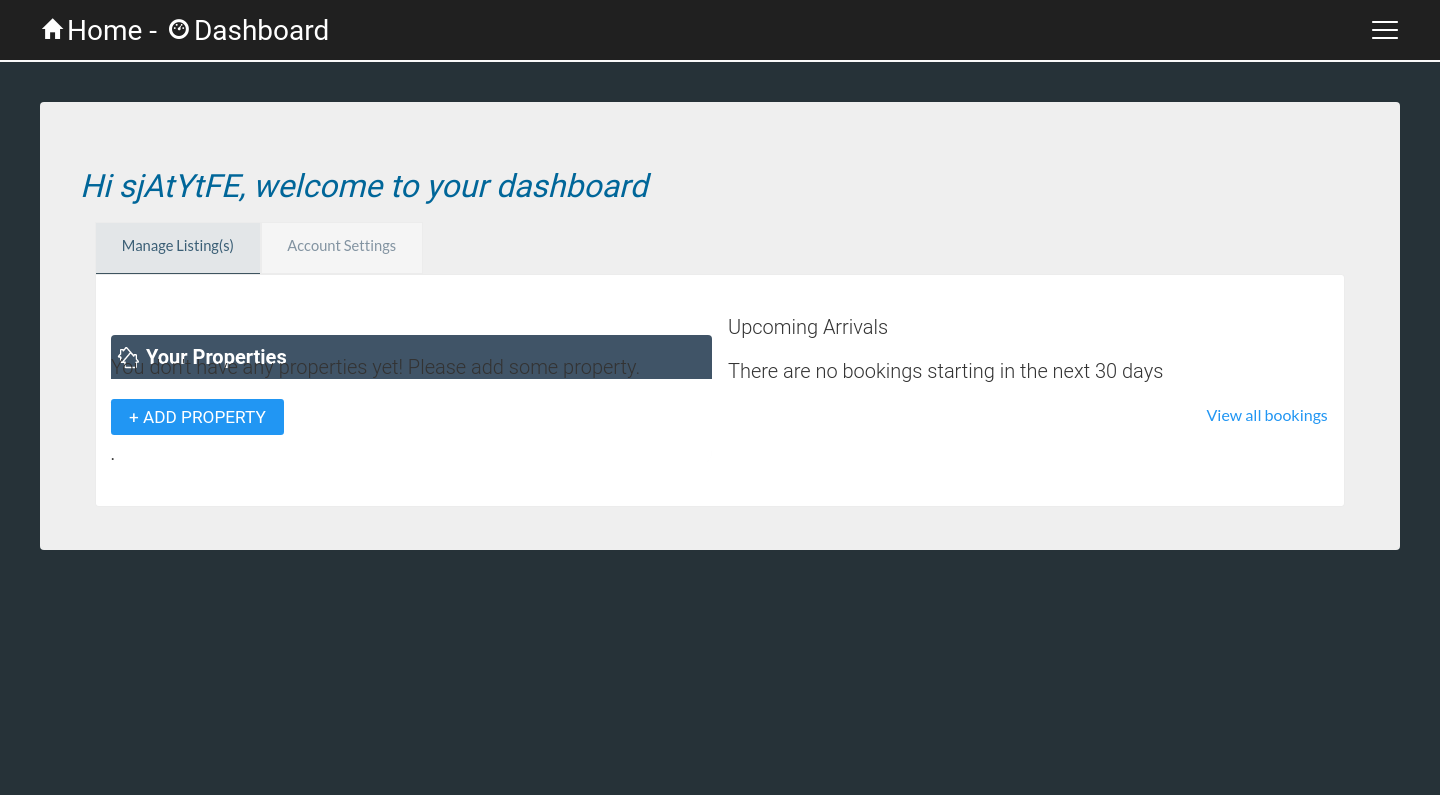 Home - Dashboard
Hi sjAtYtFE, welcome to your dashboard
Manage Listing(s)
Account Settings
Your Properties
You don't have any properties yet! Please add some property.
+ ADD PROPERTY
.
Upcoming Arrivals
There are no bookings starting in the next 30 days
View all bookings